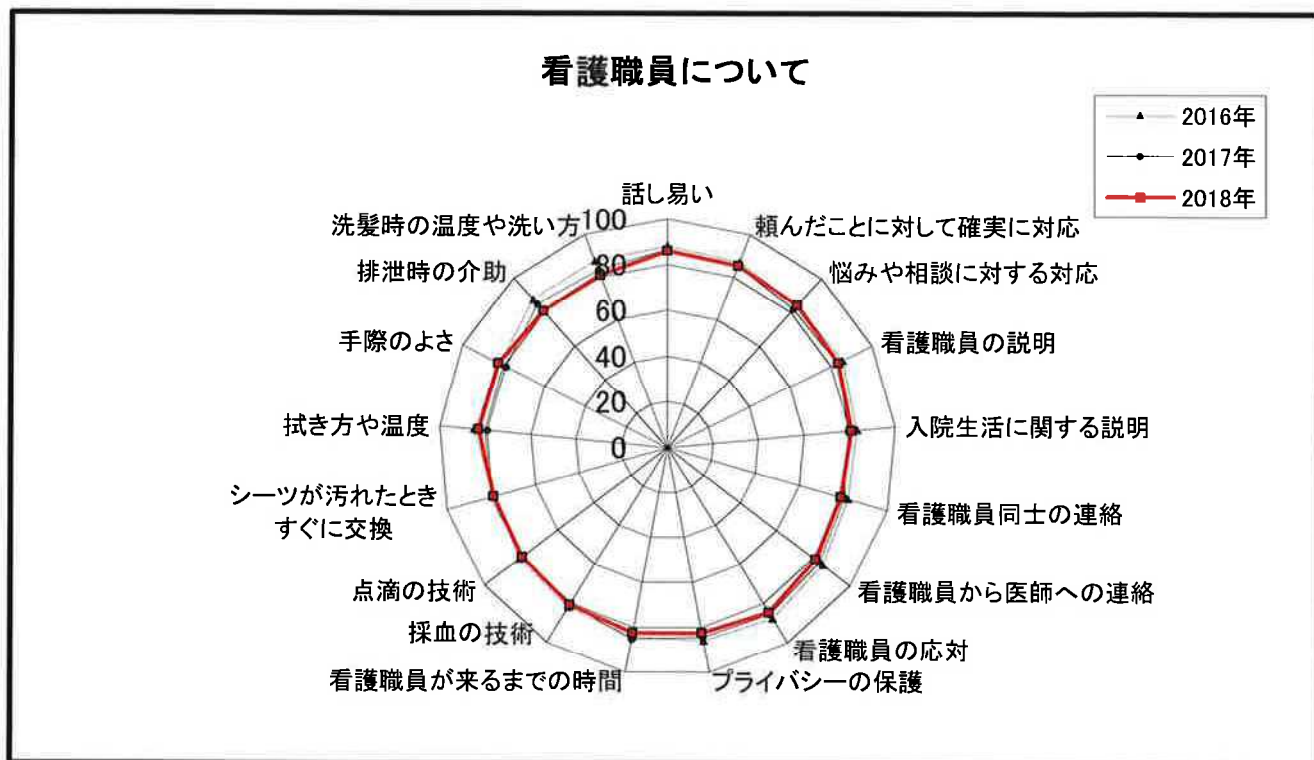 看護職員について
2016年
2017年
2018年
話し易い
頼んだことに対して確実に対応
悩みや相談に対する対応
看護職員の説明
入院生活に関する説明
看護職員同士の連絡
看護職員から医師への連絡
看護職員の応対
プライバシーの保護
看護職員が来るまでの時間
採血の技術
点滴の技術
シーツが汚れたとき
すぐに交換
拭き方や温度
手際のよさ
排泄時の介助
洗髪時の温度や洗い方
100
80
60
40
20
0